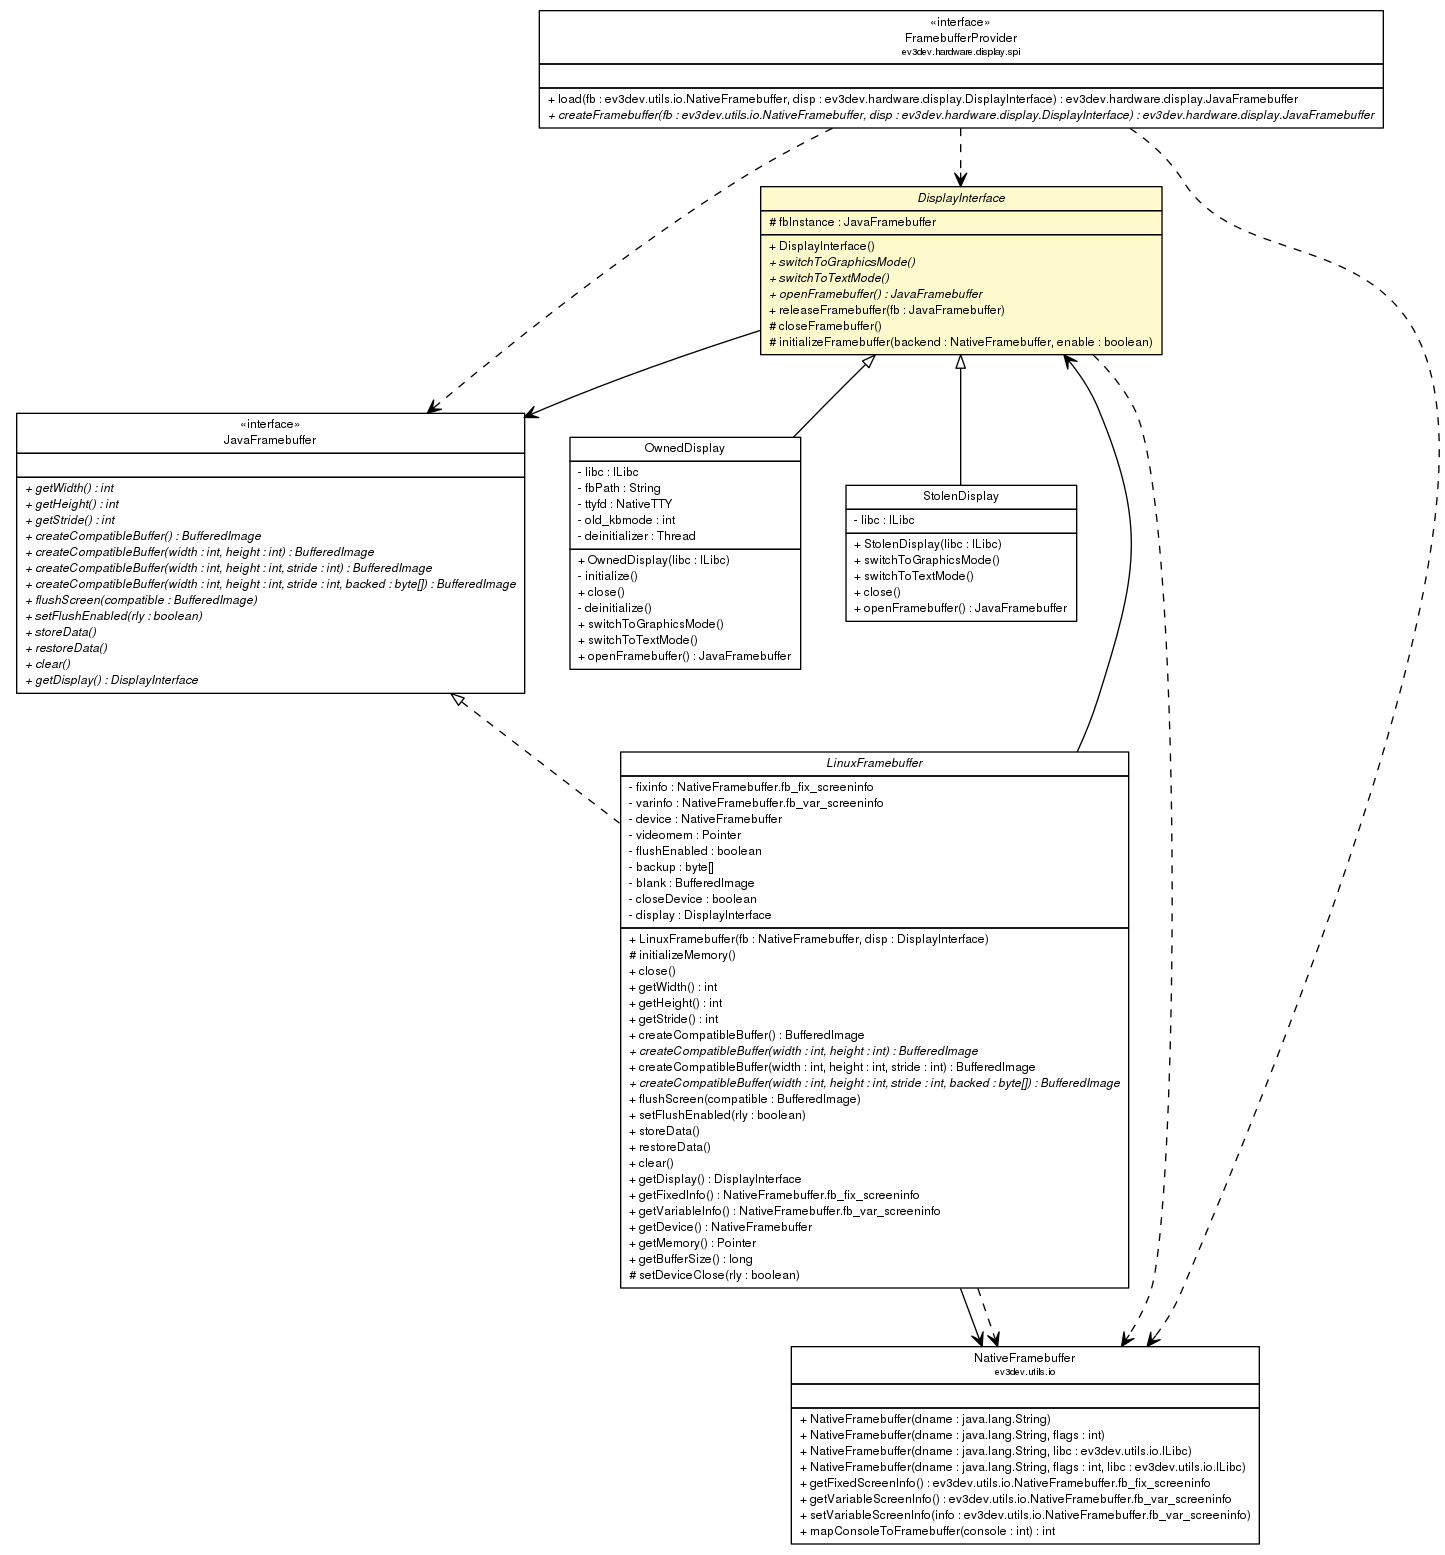 «interface»
FramebufferProvider
ev3dev.hardware.display.spi
+ load(fb : ev3dev.utils.io.NativeFramebuffer, disp : ev3dev.hardware.display.DisplayInterface) : ev3dev.hardware.display.JavaFramebuffer
+ createFramebuffer(fb : ev3dev.utils.io.NativeFramebuffer, disp : ev3dev.hardware.display.DisplayInterface) : ev3dev.hardware.display.JavaFramebuffer
DisplayInterface
# fbInstance : JavaFramebuffer
+ DisplayInterface()
+ switchToGraphicsMode()
+ switchToTextMode()
+ openFramebuffer() : JavaFramebuffer
+ releaseFramebuffer(fb : JavaFramebuffer)
# closeFramebuffer()
# initializeFramebuffer(backend : NativeFramebuffer, enable : boolean)
«interface»
JavaFramebuffer
+ getWidth() : int
+ getHeight() : int
+ getStride() : int
+ createCompatibleBuffer() : BufferedImage
+ createCompatibleBuffer(width : int, height : int) : BufferedImage
+ createCompatibleBuffer(width : int, height : int, stride : int) : BufferedImage
+ createCompatibleBuffer(width : int, height : int, stride : int, backed : byte[]) : BufferedImage
+ flushScreen(compatible : BufferedImage)
+ setFlushEnabled(rly : boolean)
+ storeData()
+ restoreData()
+ clear()
+ getDisplay() : DisplayInterface
OwnedDisplay
- libc : ILibc
- fbPath : String
- ttyfd : NativeTTY
- old_kbmode : int
- deinitializer : Thread
+ OwnedDisplay(libc : ILibc)
- initialize()
+ close()
- deinitialize()
+ switchToGraphicsMode()
+ switchToTextMode()
+ openFramebuffer() : JavaFramebuffer
StolenDisplay
- libc : ILibc
+ StolenDisplay(libc : ILibc)
+ switchToGraphicsMode()
+ switchToTextMode()
+ close()
+ openFramebuffer() : JavaFramebuffer
LinuxFramebuffer
- fixinfo : NativeFramebuffer.fb_fix_screeninfo
- varinfo : NativeFramebuffer.fb_var_screeninfo
- device : NativeFramebuffer
- videomem : Pointer
- flushEnabled : boolean
- backup : byte[]
- blank : BufferedImage
- closeDevice : boolean
- display : DisplayInterface
+ LinuxFramebuffer(fb : NativeFramebuffer, disp : DisplayInterface)
# initializeMemory()
+ close()
+ getWidth() : int
+ getHeight() : int
+ getStride() : int
+ createCompatibleBuffer() : BufferedImage
+ createCompatibleBuffer(width : int, height : int) : BufferedImage
+ createCompatibleBuffer(width : int, height : int, stride : int) : BufferedImage
+ createCompatibleBuffer(width : int, height : int, stride : int, backed : byte[]) : BufferedImage
+ flushScreen(compatible : BufferedImage)
+ setFlushEnabled(rly : boolean)
+ storeData()
+ restoreData()
+ clear()
+ getDisplay() : DisplayInterface
+ getFixedInfo() : NativeFramebuffer.fb_fix_screeninfo
+ getVariableInfo() : NativeFramebuffer.fb_var_screeninfo
+ getDevice() : NativeFramebuffer
+ getMemory() : Pointer
+ getBufferSize() : long
# setDeviceClose(rly : boolean)
NativeFramebuffer
ev3dev.utils.io
+ NativeFramebuffer(dname : java.lang.String)
+ NativeFramebuffer(dname : java.lang.String, flags : int)
+ NativeFramebuffer(dname : java.lang.String, libc : ev3dev.utils.io.ILibc)
+ NativeFramebuffer(dname : java.lang.String, flags : int, libc : ev3dev.utils.io.ILibc)
+ getFixedScreenInfo() : ev3dev.utils.io.NativeFramebuffer.fb_fix_screeninfo
+ getVariableScreenInfo() : ev3dev.utils.io.NativeFramebuffer.fb_var_screeninfo
+ setVariableScreenInfo(info : ev3dev.utils.io.NativeFramebuffer.fb_var_screeninfo)
+ mapConsoleToFramebuffer(console : int) : int